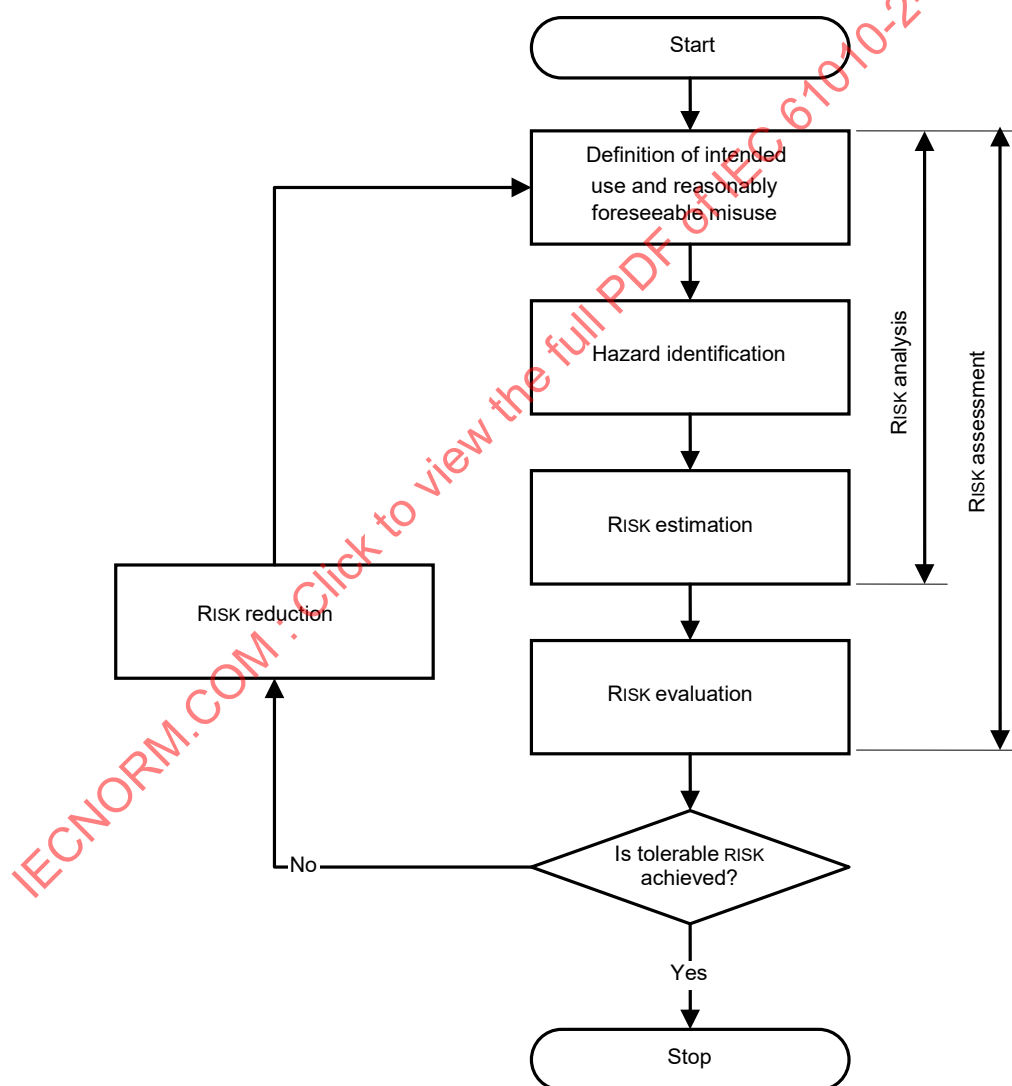 Start
Definition of intended
use and reasonably
foreseeable misuse
Hazard identification
RISK estimation
RISK evaluation
RISK reduction
Is tolerable RISK
achieved?
No
Yes
Stop
RISK analysis
RISK assessment
IECNORM.COM : Click to view the full PDF of IEC 61010-2-